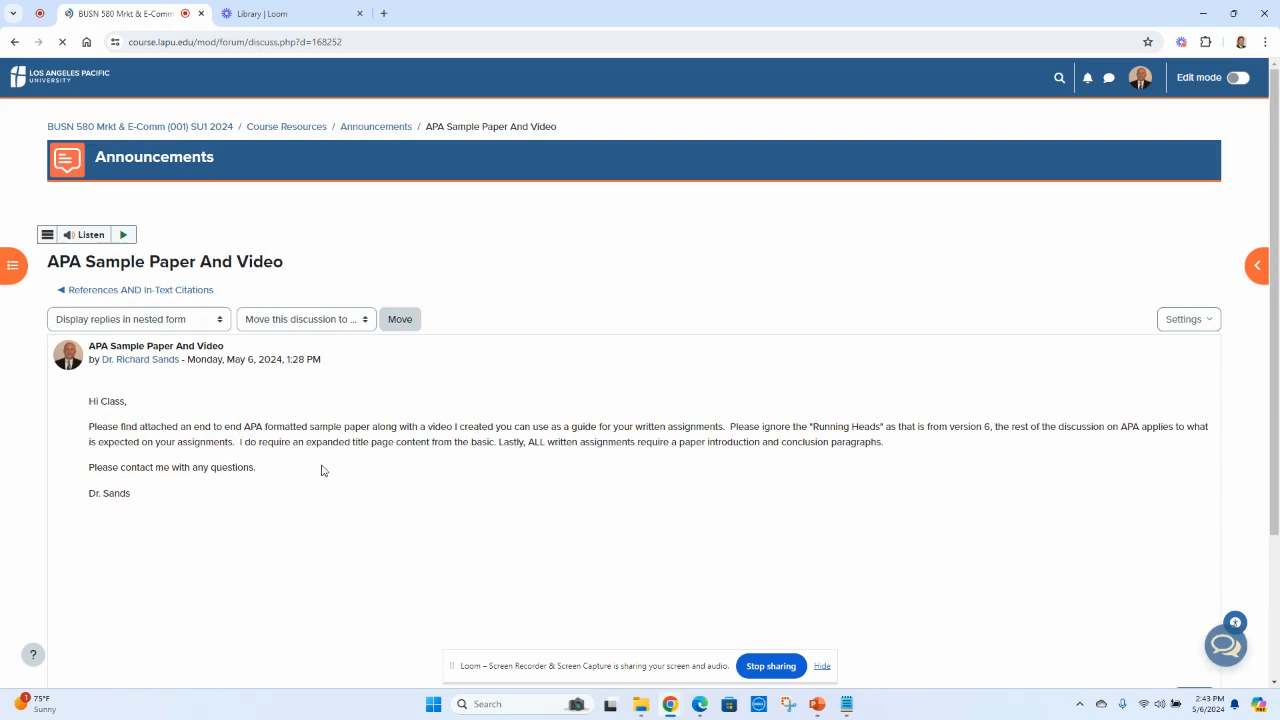 BUSN 580 Mrkt & E-Comm
Library | Loom
course.lapu.edu/mod/forum/discuss.php?d=168252
LOS ANGELES PACIFIC
UNIVERSITY
Edit mode
BUSN 580 Mrkt & E-Comm (001) SU1 2024 / Course Resources / Announcements / APA Sample Paper And Video
Announcements
Listen
APA Sample Paper And Video
◀ References AND In-Text Citations
Display replies in nested form
Move this discussion to ...
Move
Settings
APA Sample Paper And Video
by Dr. Richard Sands - Monday, May 6, 2024, 1:28 PM
Hi Class,
Please find attached an end to end APA formatted sample paper along with a video I created you can use as a guide for your written assignments.  Please ignore the "Running Heads" as that is from version 6, the rest of the discussion on APA applies to what
is expected on your assignments.  I do require an expanded title page content from the basic. Lastly, ALL written assignments require a paper introduction and conclusion paragraphs.
Please contact me with any questions.
Dr. Sands
?
Loom – Screen Recorder & Screen Capture is sharing your screen and audio.
Stop sharing
Hide
1
75°F
Sunny
Search
DELL
2:43 PM
5/6/2024